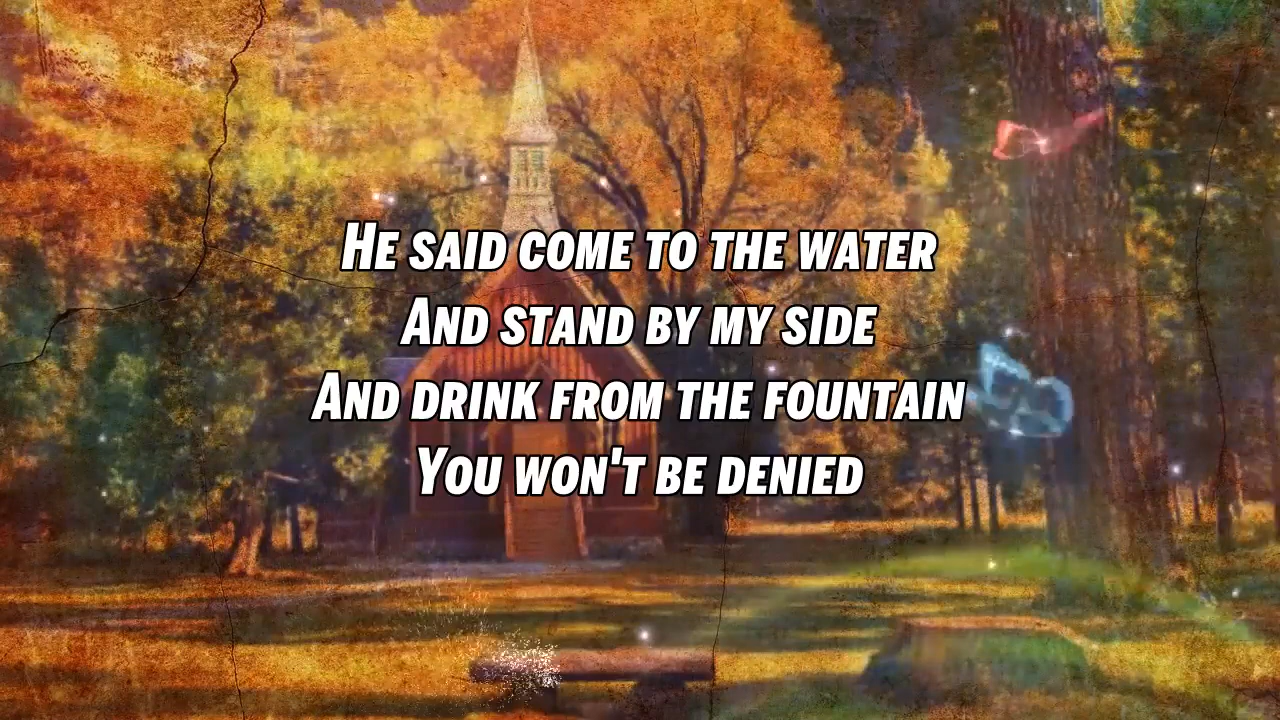 He said come to the water
And stand by my side
And drink from the fountain
You won't be denied